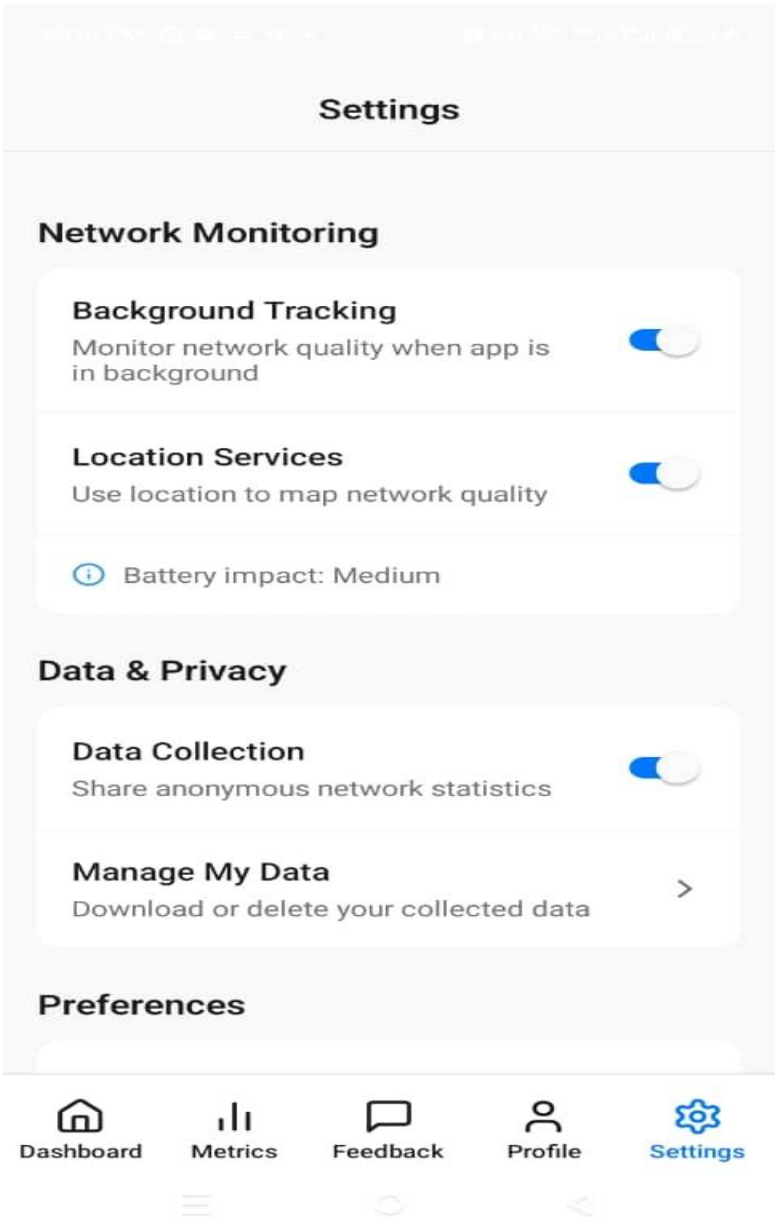 Settings
Network Monitoring
Background Tracking
Monitor network quality when app is
in background
Location Services
Use location to map network quality
Battery impact: Medium
Data & Privacy
Data Collection
Share anonymous network statistics
Manage My Data
Download or delete your collected data
Preferences
Dashboard Metrics Feedback Profile Settings